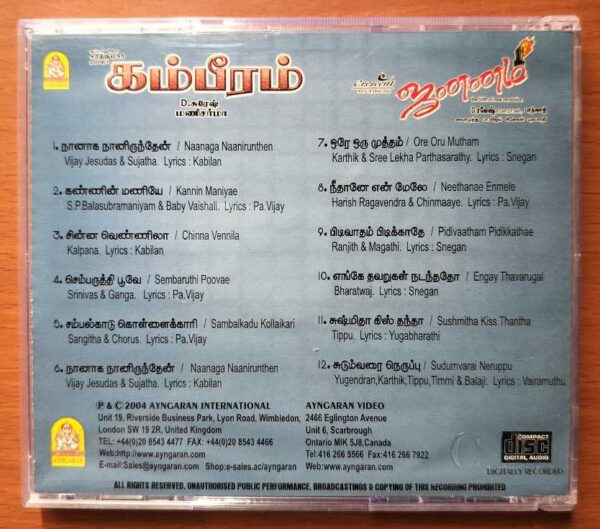 AYNGARAN
கம்பீரம்
D.சுரேஷ்
மணிசர்மா
Crescent
ஜனனம்
1. நானாக நானிருந்தேன் / Naanaga Naanirunthen
Vijay Jesudas & Sujatha. Lyrics : Kabilan
2. கண்ணின் மணியே / Kannin Maniyae
S.P.Balasubramaniyam & Baby Vaishali. Lyrics : Pa.Vijay
3. சின்ன வெண்ணிலா / Chinna Vennila
Kalpana. Lyrics : Kabilan
4. செம்பருத்தி பூவே / Sembaruthi Poovae
Srinivas & Ganga. Lyrics : Pa.Vijay
5. சம்பல்காடு கொள்ளைக்காரி / Sambalkadu Kollaikari
Sangitha & Chorus. Lyrics : Pa.Vijay
6. நானாக நானிருந்தேன் / Naanaga Naanirunthen
Vijay Jesudas & Sujatha. Lyrics : Kabilan
7. ஒரே ஒரு முத்தம் / Ore Oru Mutham
Karthik & Sree Lekha Parthasarathy. Lyrics : Snegan
8. நீதானே என் மேலே / Neethanae Enmele
Harish Ragavendra & Chinmaaye. Lyrics : Pa.Vijay
9. பிடிவாதம் பிடிக்காதே / Pidivaatham Pidikkathae
Ranjith & Magathi. Lyrics : Snegan
10. எங்கே தவறுகள் நடந்ததோ / Engay Thavarugal
Bharatwaj. Lyrics : Snegan
11. சுஷ்மிதா கிஸ் தந்தா / Sushmitha Kiss Thantha
Tippu. Lyrics : Yugabharathi
12. சுடும்வரை நெருப்பு / Sudumvarai Neruppu
Yugendran,Karthik,Tippu,Timmi & Balaji. Lyrics : Vairamuthu
P & C 2004 AYNGARAN INTERNATIONAL
Unit 19, Riverside Business Park, Lyon Road, Wimbledon,
London SW 19 2R, United Kingdom
TEL: +44(0)20 8543 4477 FAX: +44(0)20 8543 4466
Web:http://www.ayngaran.com
E-mail:Sales@ayngaran.com Shop:e-sales.ac/ayngaran
AYNGARAN VIDEO
2466 Eglington Avenue
Unit 6, Scarbrough
Ontario MIK 5J8,Canada
Tel:416 266 5566 Fax:416 266 7922
Web: www.ayngaran.com
AYNGARAN
COMPACT
disc
DIGITAL AUDIO
DIGITALLY RECORDED
ALL RIGHTS RESERVED, UNAUTHORISED PUBLIC PERFORMANCE, BROADCASTINGS & COPYING OF THIS RECORDING PROHIBITED